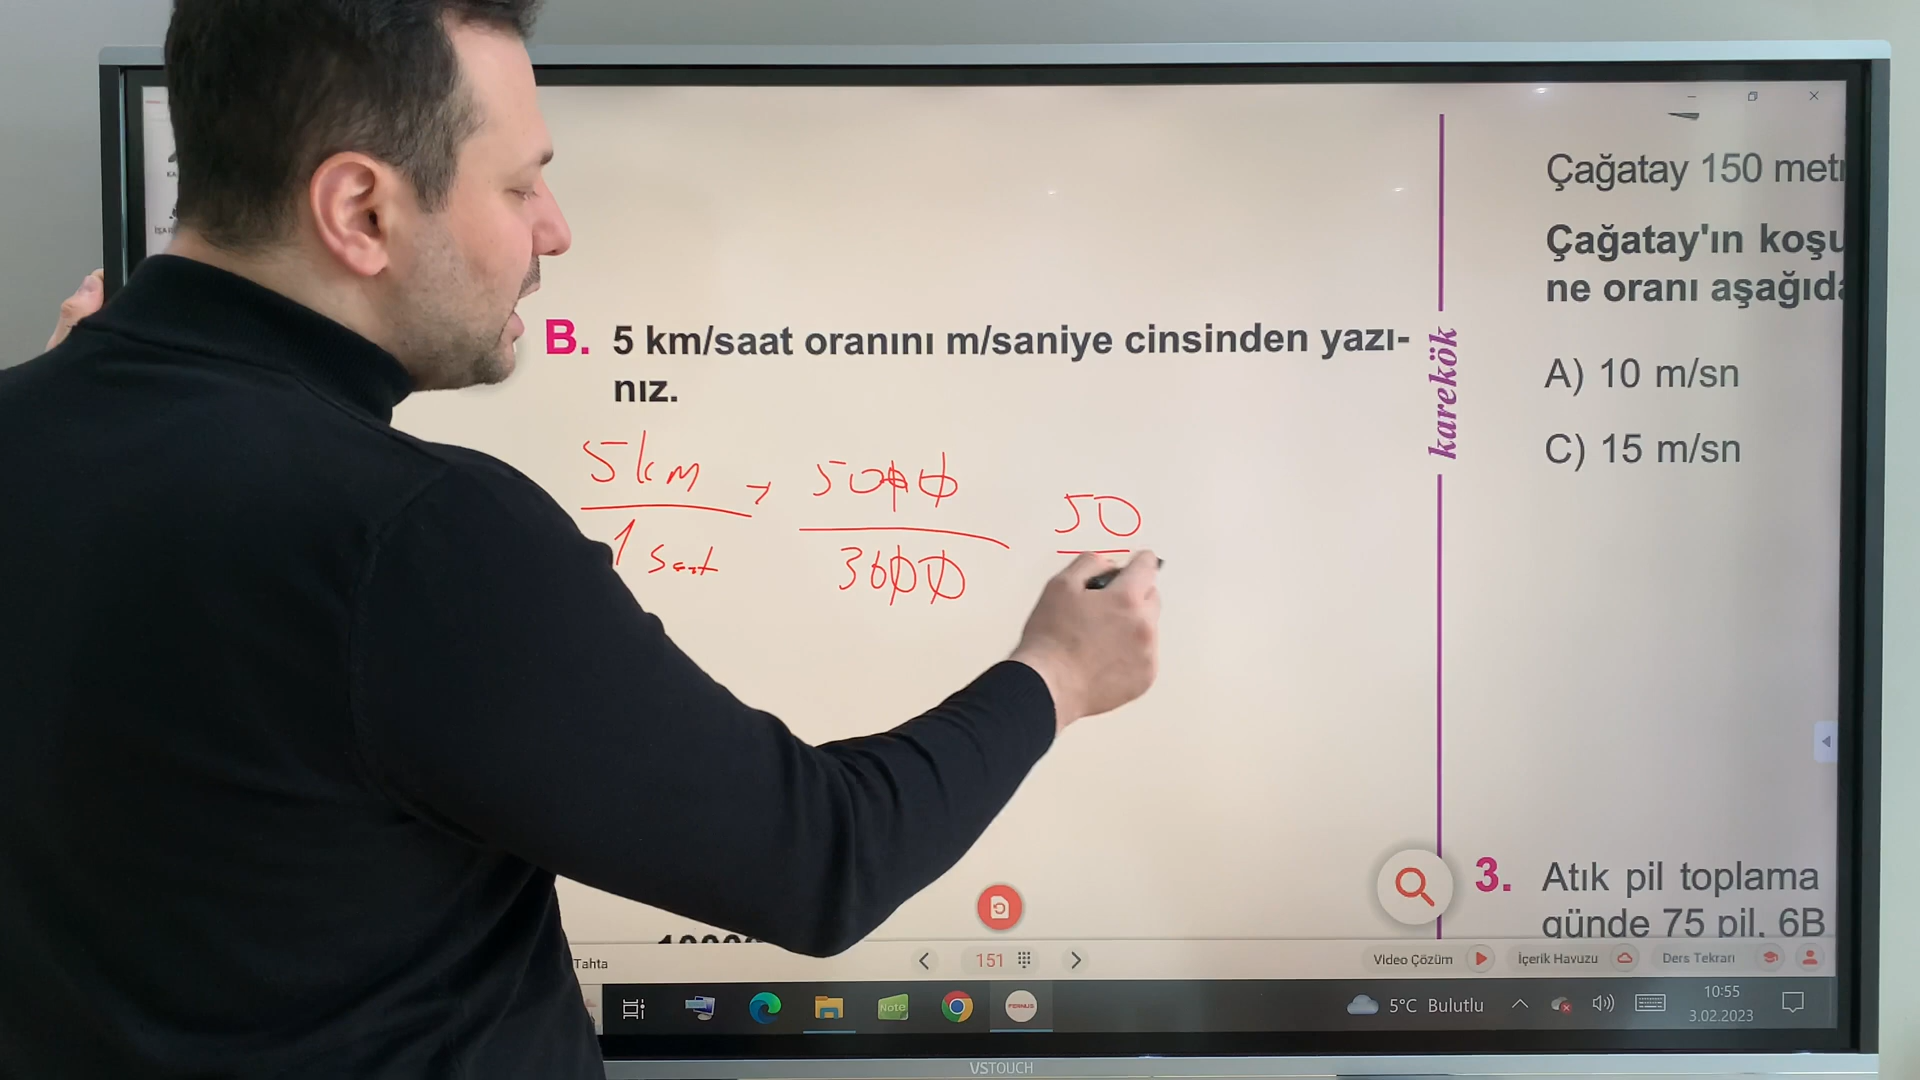 B. 5 km/saat oranını m/saniye cinsinden yazı-
nız.
5km
1 saat
5000
3600
50
karekök
Çağatay 150 met
Çağatay'ın koşu
ne oranı aşağıd
A) 10 m/sn
C) 15 m/sn
3. Atık pil toplama
günde 75 pil, 6B
Tahta
151
Video Çözüm
İçerik Havuzu
Ders Tekrarı
Note
FERNUS
5°C Bulutlu
10:55
3.02.2023
VSTOUCH